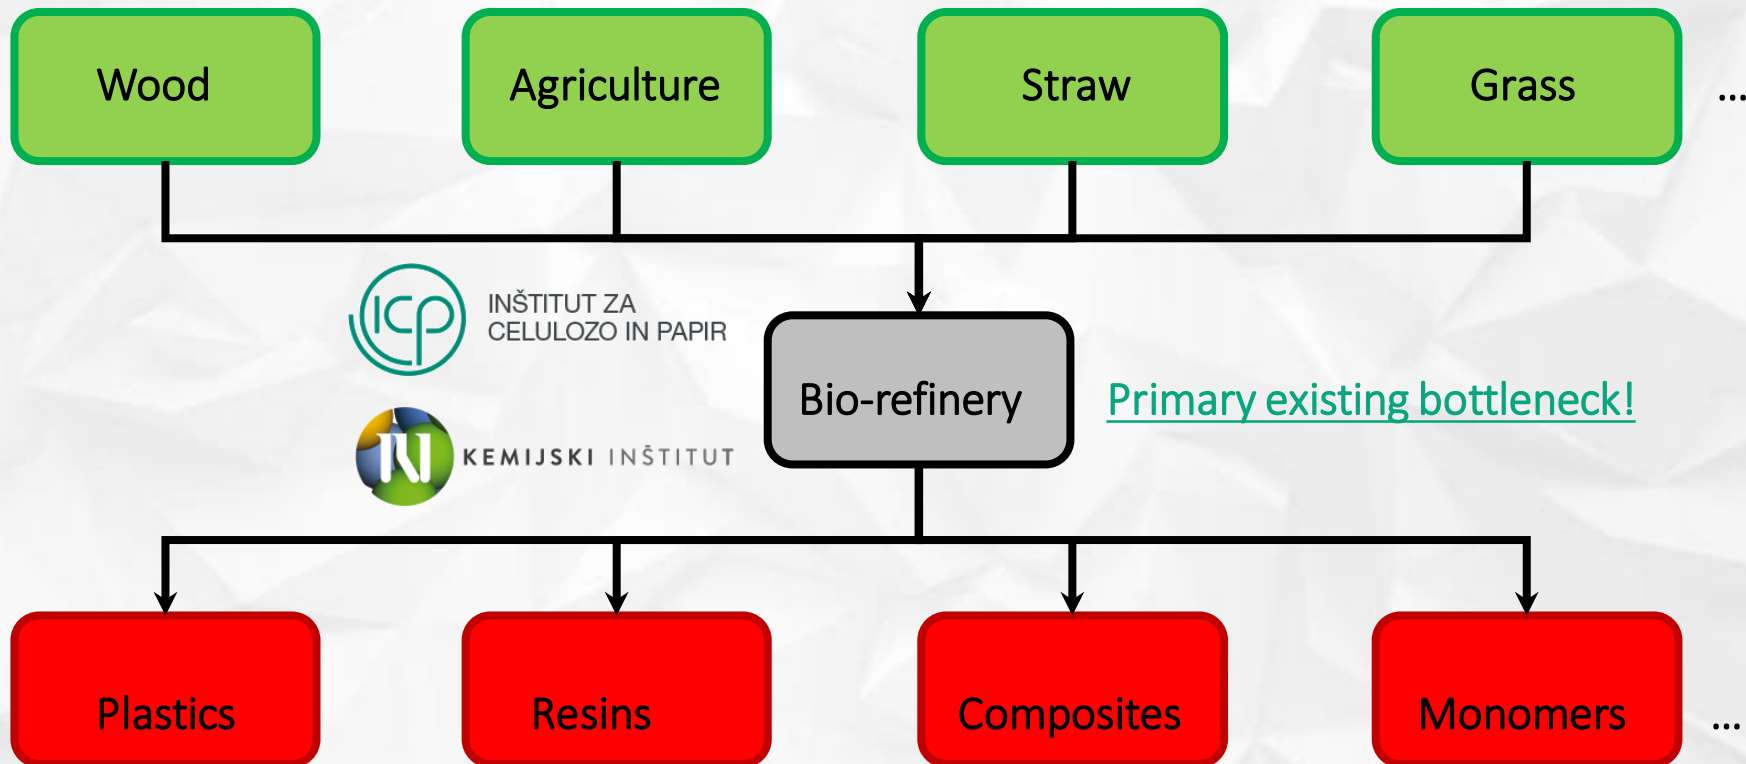 Wood
Agriculture
Straw
Grass
...
INŠTITUT ZA
CELULOZO IN PAPIR
icp
KEMIJSKI INŠTITUT
Bio-refinery
Primary existing bottleneck!
Plastics
Resins
Composites
Monomers
...